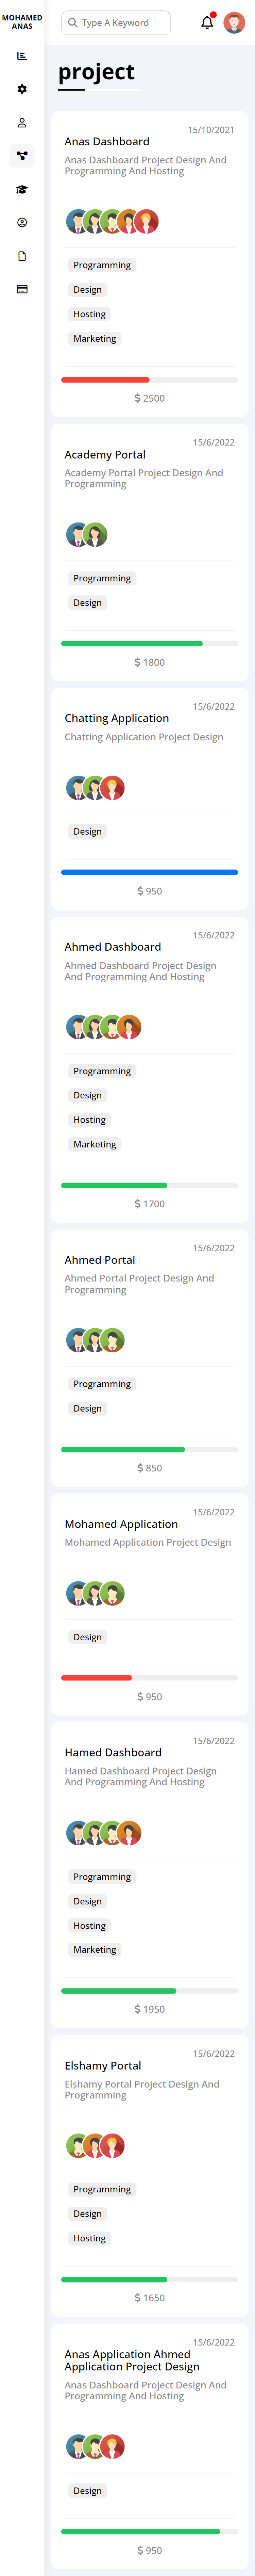 MOHAMED
ANAS
Type A Keyword
project
15/10/2021
Anas Dashboard
Anas Dashboard Project Design And
Programming And Hosting
Programming
Design
Hosting
Marketing
$ 2500
15/6/2022
Academy Portal
Academy Portal Project Design And
Programming
Programming
Design
$ 1800
15/6/2022
Chatting Application
Chatting Application Project Design
Design
$ 950
15/6/2022
Ahmed Dashboard
Ahmed Dashboard Project Design
And Programming And Hosting
Programming
Design
Hosting
Marketing
$ 1700
15/6/2022
Ahmed Portal
Ahmed Portal Project Design And
Programming
Programming
Design
$ 850
15/6/2022
Mohamed Application
Mohamed Application Project Design
Design
$ 950
15/6/2022
Hamed Dashboard
Hamed Dashboard Project Design
And Programming And Hosting
Programming
Design
Hosting
Marketing
$ 1950
15/6/2022
Elshamy Portal
Elshamy Portal Project Design And
Programming
Programming
Design
Hosting
$ 1650
15/6/2022
Anas Application Ahmed
Application Project Design
Anas Dashboard Project Design And
Programming And Hosting
Design
$ 950